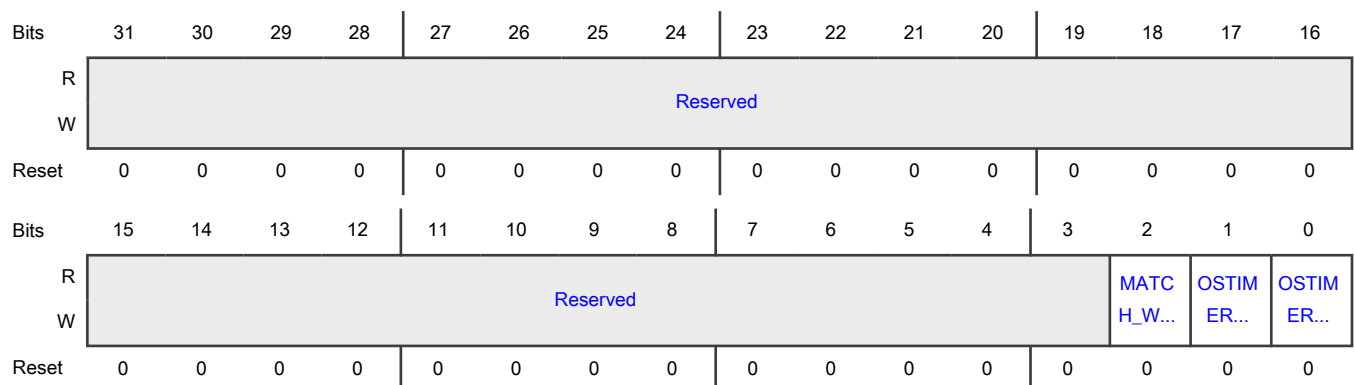 Bits 31 30 29 28 27 26 25 24 23 22 21 20 19 18 17 16
R
Reserved
W
Reset 0 0 0 0 0 0 0 0 0 0 0 0 0 0 0 0
Bits 15 14 13 12 11 10 9 8 7 6 5 4 3 2 1 0
R MATC OSTIM OSTIM
Reserved
W H_W... ER... ER...
Reset 0 0 0 0 0 0 0 0 0 0 0 0 0 0 0 0